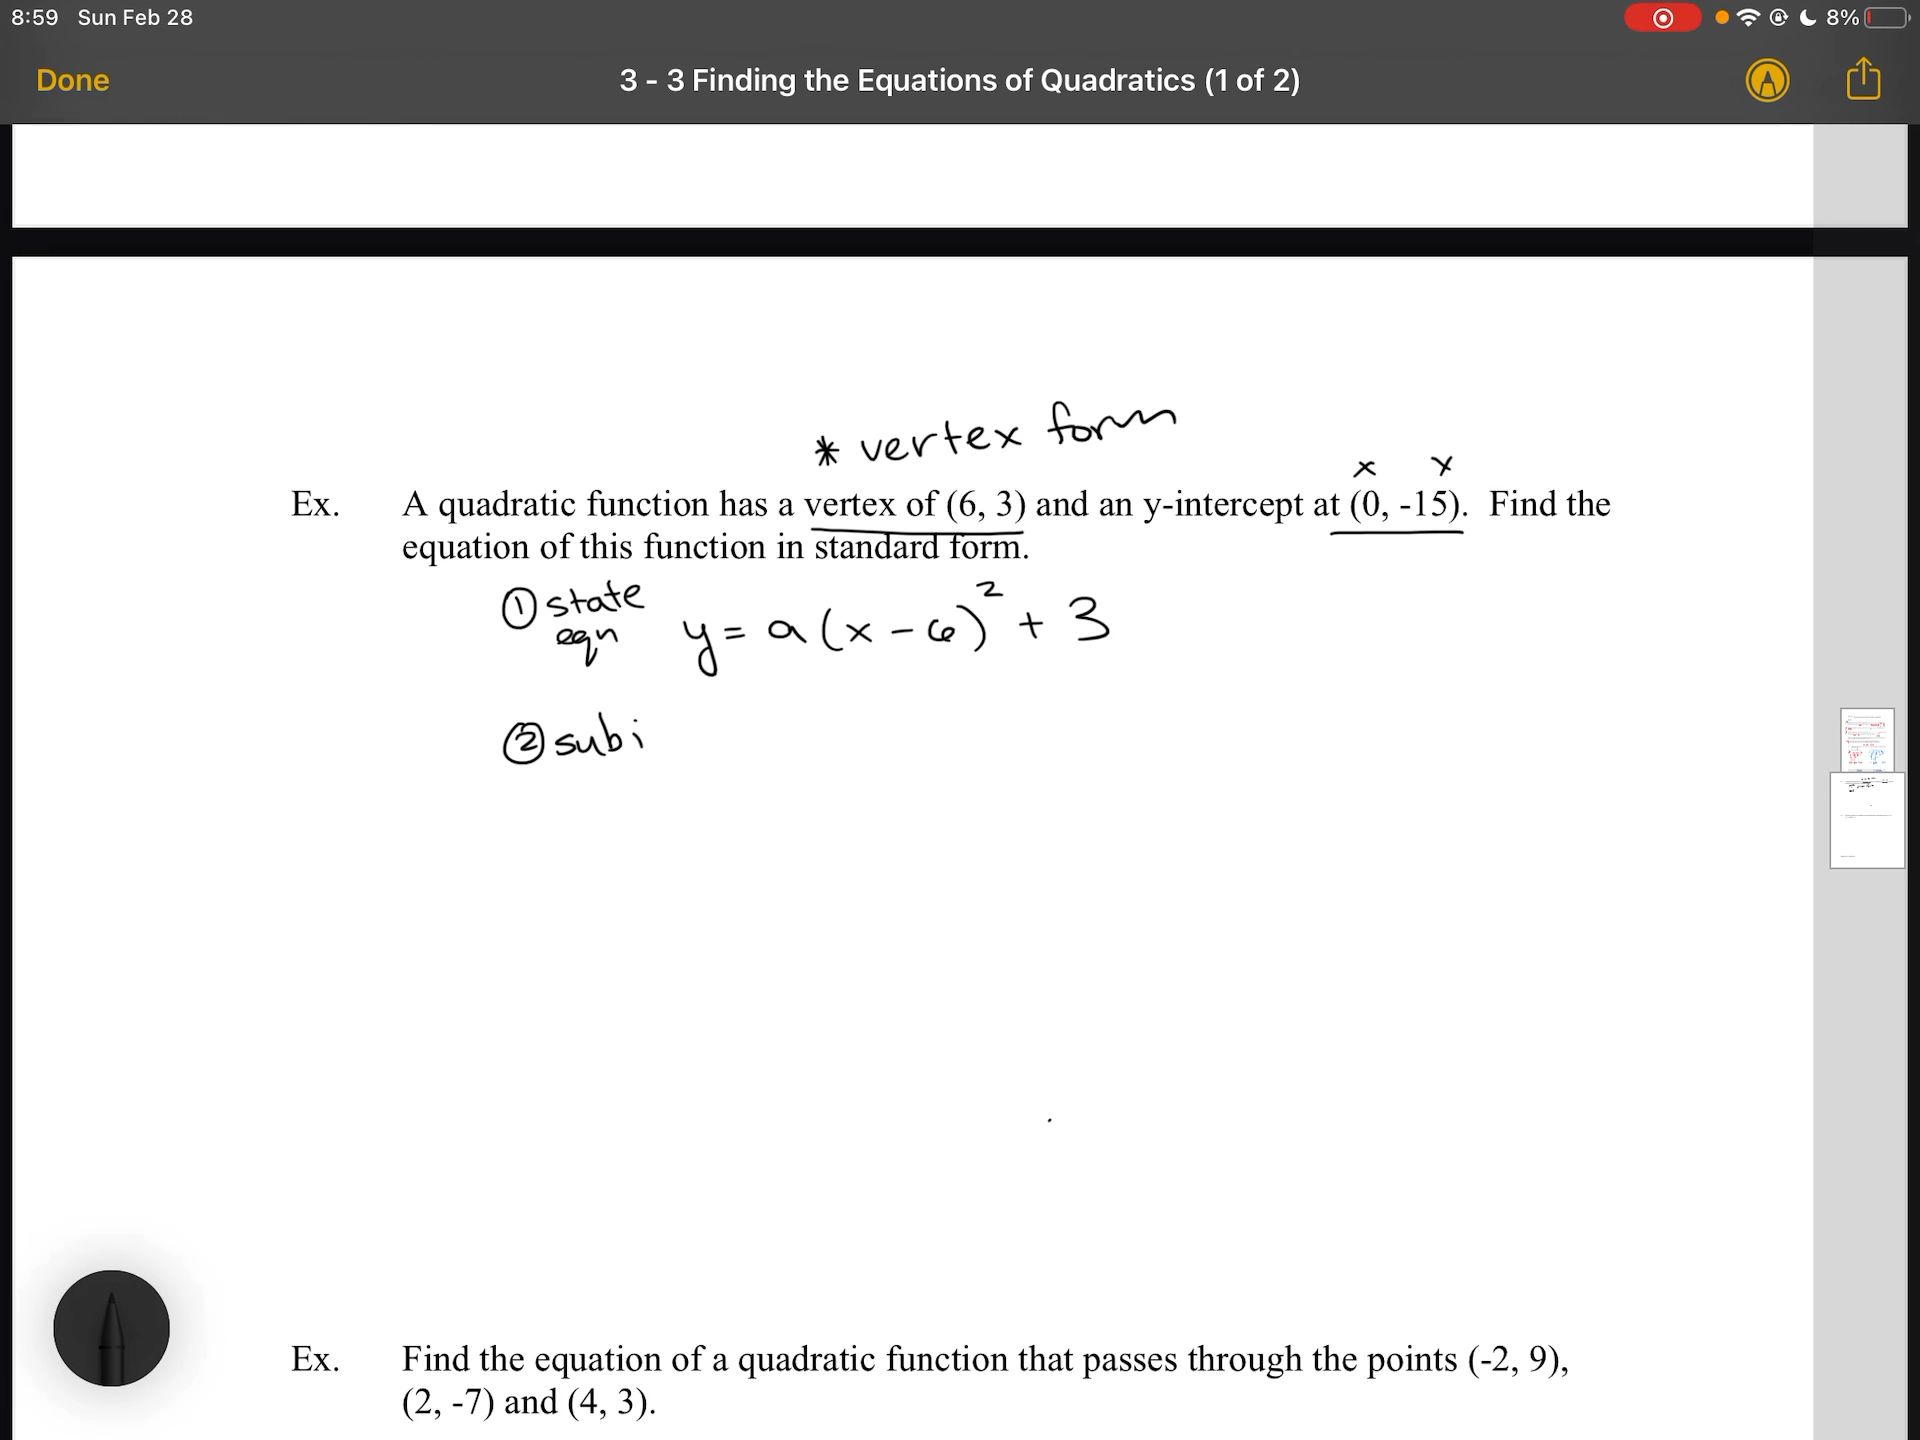 8:59 Sun Feb 28
8%
Done
3 - 3 Finding the Equations of Quadratics (1 of 2)
* vertex form
x y
Ex. A quadratic function has a vertex of (6, 3) and an y-intercept at (0, -15). Find the
equation of this function in standard form.
① state
eqn y = a(x - 6)² + 3
② subi
Ex. Find the equation of a quadratic function that passes through the points (-2, 9),
(2, -7) and (4, 3).